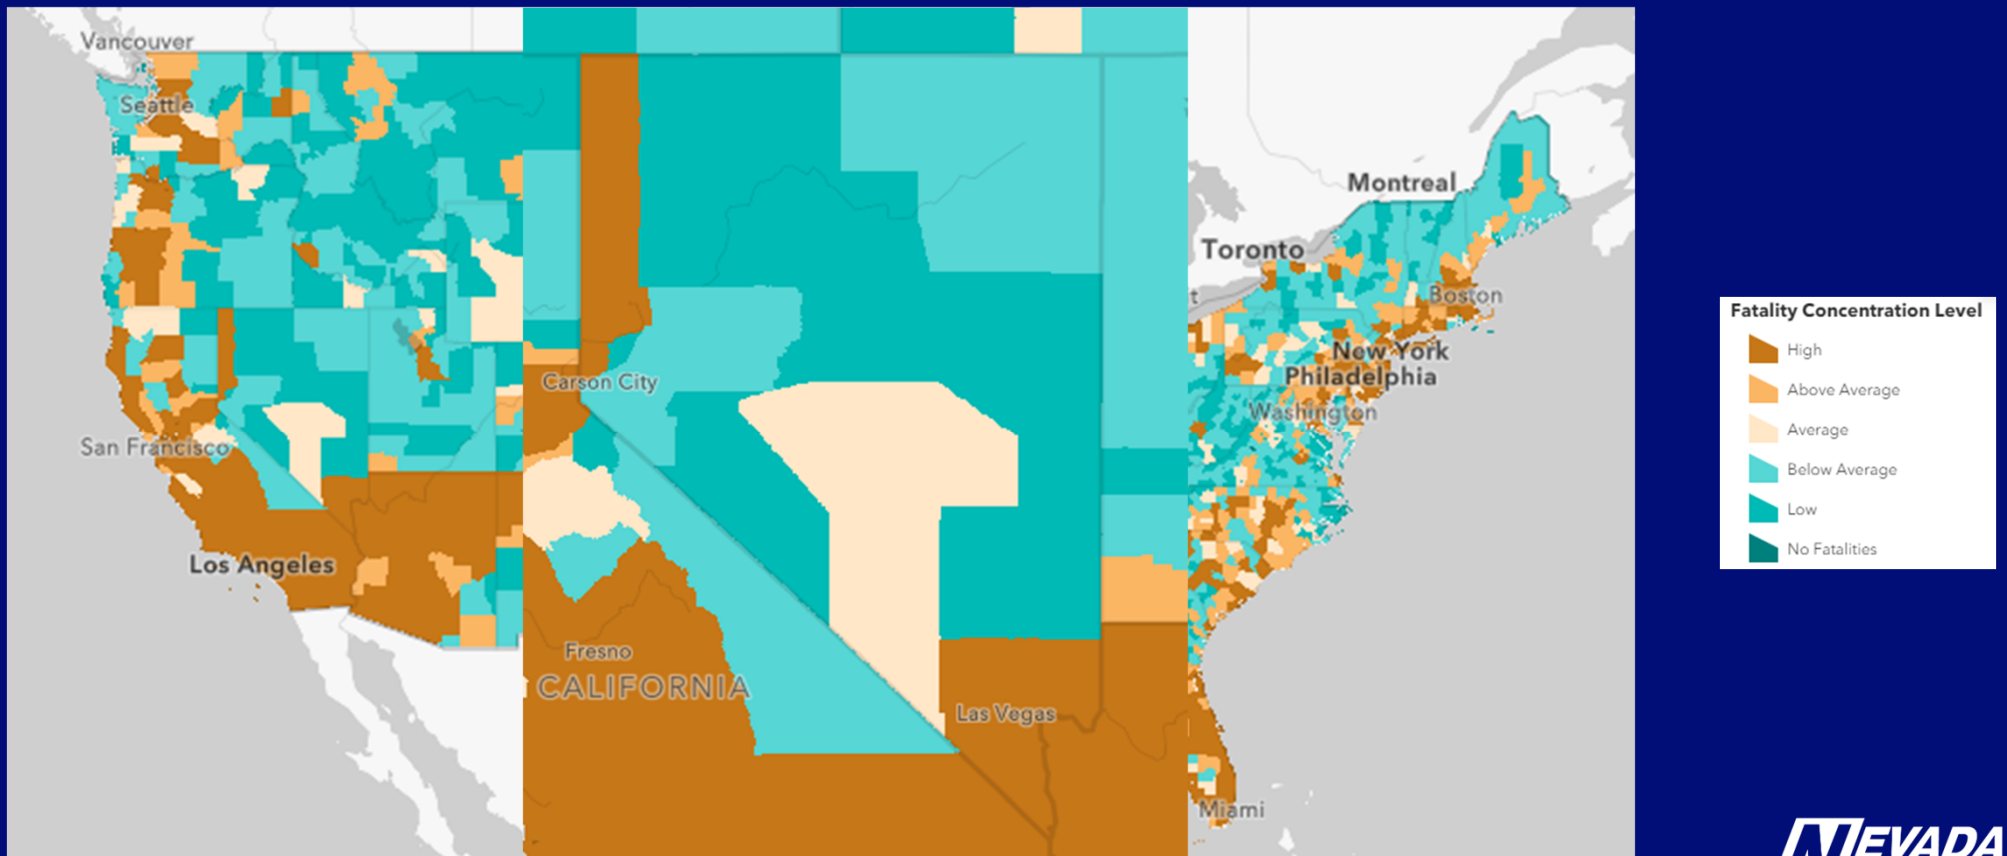 Vancouver
Seattle
San Francisco
Los Angeles
Carson City
Fresno
CALIFORNIA
Las Vegas
Montreal
Toronto
t
Boston
New York
Philadelphia
Washington
Miami
Fatality Concentration Level
High
Above Average
Average
Below Average
Low
No Fatalities
NEVADA